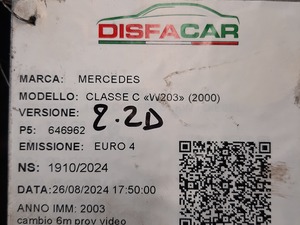 DISFACAR
MARCA: MERCEDES
MODELLO: CLASSE C «W203» (2000)
VERSIONE: 2.2D
P5: 646962
EMISSIONE: EURO 4
NS: 1910/2024
DATA:26/08/2024 17:50:00
ANNO IMM: 2003
cambio 6m prov video